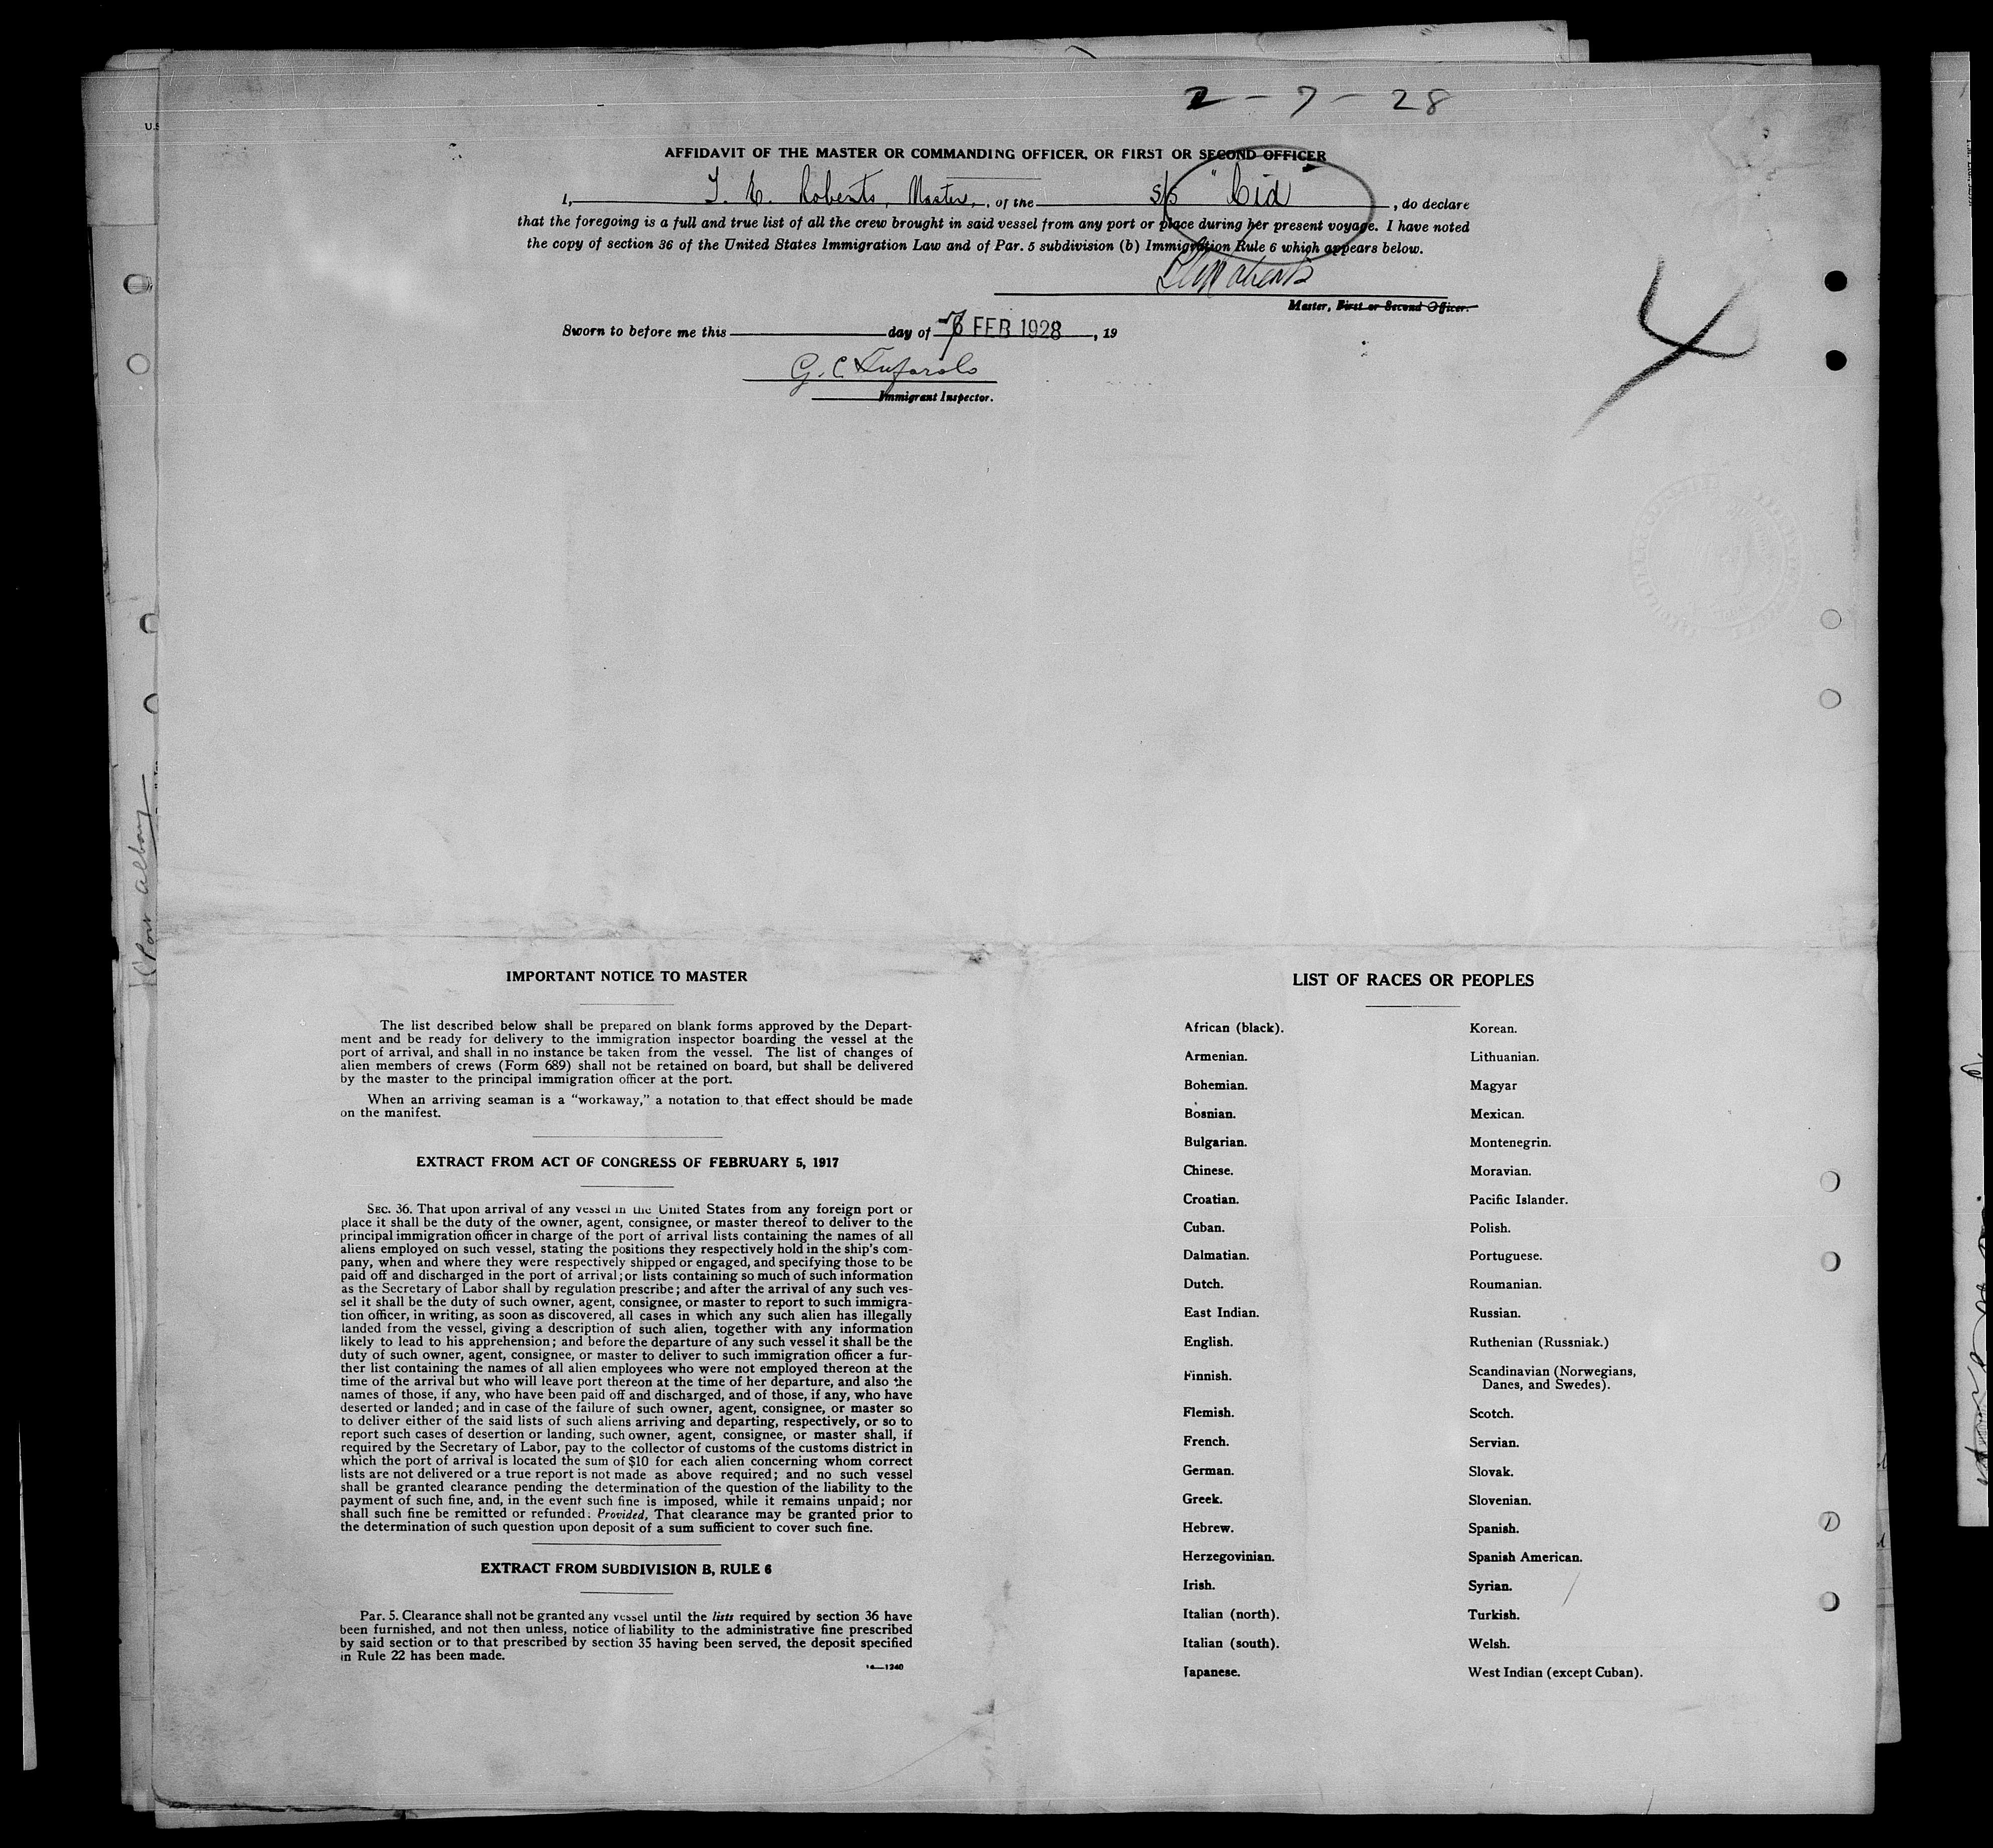 2 - 7 - 28
AFFIDAVIT OF THE MASTER OR COMMANDING OFFICER, OR FIRST OR SECOND OFFICER
I, Roberts, Master, of the S/S "Cid", do declare
that the foregoing is a full and true list of all the crew brought in said vessel from any port or place during her present voyage. I have noted
the copy of section 36 of the United States Immigration Law and of Par. 5 subdivision (b) Immigration Rule 6 which appears below.
Master, First or Second Officer.
Sworn to before me this day of 7 FEB 1928, 19
G. C.
Immigrant Inspector.
IMPORTANT NOTICE TO MASTER
The list described below shall be prepared on blank forms approved by the Depart-
ment and be ready for delivery to the immigration inspector boarding the vessel at the
port of arrival, and shall in no instance be taken from the vessel. The list of changes of
alien members of crews (Form 689) shall not be retained on board, but shall be delivered
by the master to the principal immigration officer at the port.
When an arriving seaman is a "workaway," a notation to that effect should be made
on the manifest.
EXTRACT FROM ACT OF CONGRESS OF FEBRUARY 5, 1917
SEC. 36. That upon arrival of any vessel in the United States from any foreign port or
place it shall be the duty of the owner, agent, consignee, or master thereof to deliver to the
principal immigration officer in charge of the port of arrival lists containing the names of all
aliens employed on such vessel, stating the positions they respectively hold in the ship's com-
pany, when and where they were respectively shipped or engaged, and specifying those to be
paid off and discharged in the port of arrival; or lists containing so much of such information
as the Secretary of Labor shall by regulation prescribe; and after the arrival of any such ves-
sel it shall be the duty of such owner, agent, consignee, or master to report to such immigra-
tion officer, in writing, as soon as discovered, all cases in which any such alien has illegally
landed from the vessel, giving a description of such alien, together with any information
likely to lead to his apprehension; and before the departure of any such vessel it shall be the
duty of such owner, agent, consignee, or master to deliver to such immigration officer a fur-
ther list containing the names of all alien employees who were not employed thereon at the
time of the arrival but who will leave port thereon at the time of her departure, and also the
names of those, if any, who have been paid off and discharged, and of those, if any, who have
deserted or landed; and in case of the failure of such owner, agent, consignee, or master so
to deliver either of the said lists of such aliens arriving and departing, respectively, or so to
report such cases of desertion or landing, such owner, agent, consignee, or master shall, if
required by the Secretary of Labor, pay to the collector of customs of the customs district in
which the port of arrival is located the sum of $10 for each alien concerning whom correct
lists are not delivered or a true report is not made as above required; and no such vessel
shall be granted clearance pending the determination of the question of the liability to the
payment of such fine, and, in the event such fine is imposed, while it remains unpaid; nor
shall such fine be remitted or refunded: Provided, That clearance may be granted prior to
the determination of such question upon deposit of a sum sufficient to cover such fine.
EXTRACT FROM SUBDIVISION B, RULE 6
Par. 5. Clearance shall not be granted any vessel until the lists required by section 36 have
been furnished, and not then unless, notice of liability to the administrative fine prescribed
by said section or to that prescribed by section 35 having been served, the deposit specified
in Rule 22 has been made.
14—1240
LIST OF RACES OR PEOPLES
African (black).
Armenian.
Bohemian.
Bosnian.
Bulgarian.
Chinese.
Croatian.
Cuban.
Dalmatian.
Dutch.
East Indian.
English.
Finnish.
Flemish.
French.
German.
Greek.
Hebrew.
Herzegovinian.
Irish.
Italian (north).
Italian (south).
Japanese.
Korean.
Lithuanian.
Magyar
Mexican.
Montenegrin.
Moravian.
Pacific Islander.
Polish.
Portuguese.
Roumanian.
Russian.
Ruthenian (Russniak.)
Scandinavian (Norwegians,
Danes, and Swedes).
Scotch.
Servian.
Slovak.
Slovenian.
Spanish.
Spanish American.
Syrian.
Turkish.
Welsh.
West Indian (except Cuban).